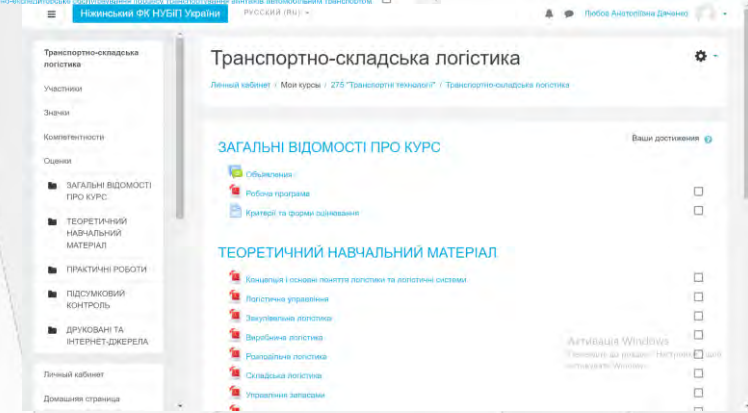 Ніжинський ФК НУБіП України
РУССКИЙ (RU)
Любов Анатоліївна Дяченко
Транспортно-складська логістика
Участники
Значки
Компетентности
Оценки
ЗАГАЛЬНІ ВІДОМОСТІ ПРО КУРС
ТЕОРЕТИЧНИЙ НАВЧАЛЬНИЙ МАТЕРІАЛ
ПРАКТИЧНІ РОБОТИ
ПІДСУМКОВИЙ КОНТРОЛЬ
ДРУКОВАНІ ТА ІНТЕРНЕТ-ДЖЕРЕЛА
Личный кабинет
Домашняя страница
Транспортно-складська логістика
Личный кабинет / Мои курсы / 275 "Транспортні технології" / Транспортно-складська логістика
Ваши достижения
ЗАГАЛЬНІ ВІДОМОСТІ ПРО КУРС
Объявления
Робоча програма
Критерії та форми оцінювання
ТЕОРЕТИЧНИЙ НАВЧАЛЬНИЙ МАТЕРІАЛ
Концепція і основні поняття логістики та логістичні системи
Логістичне управління
Закупівельна логістика
Виробнича логістика
Розподільна логістика
Складська логістика
Управління запасами
Активация Windows